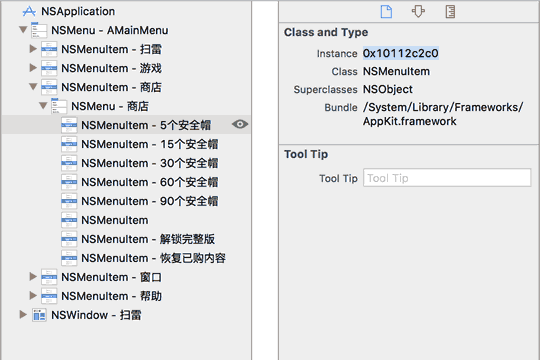 NSApplication
NSMenu - AMainMenu
NSMenuItem - 扫雷
NSMenuItem - 游戏
NSMenuItem - 商店
NSMenu - 商店
NSMenuItem - 5个安全帽
NSMenuItem - 15个安全帽
NSMenuItem - 30个安全帽
NSMenuItem - 60个安全帽
NSMenuItem - 90个安全帽
NSMenuItem
NSMenuItem - 解锁完整版
NSMenuItem - 恢复已购内容
NSMenuItem - 窗口
NSMenuItem - 帮助
NSWindow - 扫雷
Class and Type
Instance 0x10112c2c0
Class NSMenuItem
Superclasses NSObject
Bundle /System/Library/Frameworks/
AppKit.framework
Tool Tip
Tool Tip Tool Tip